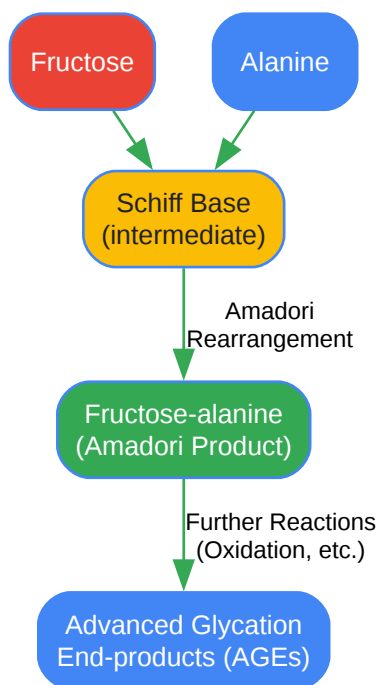 Fructose
Alanine
Schiff Base
(intermediate)
Amadori
Rearrangement
Fructose-alanine
(Amadori Product)
Further Reactions
(Oxidation, etc.)
Advanced Glycation
End-products (AGEs)